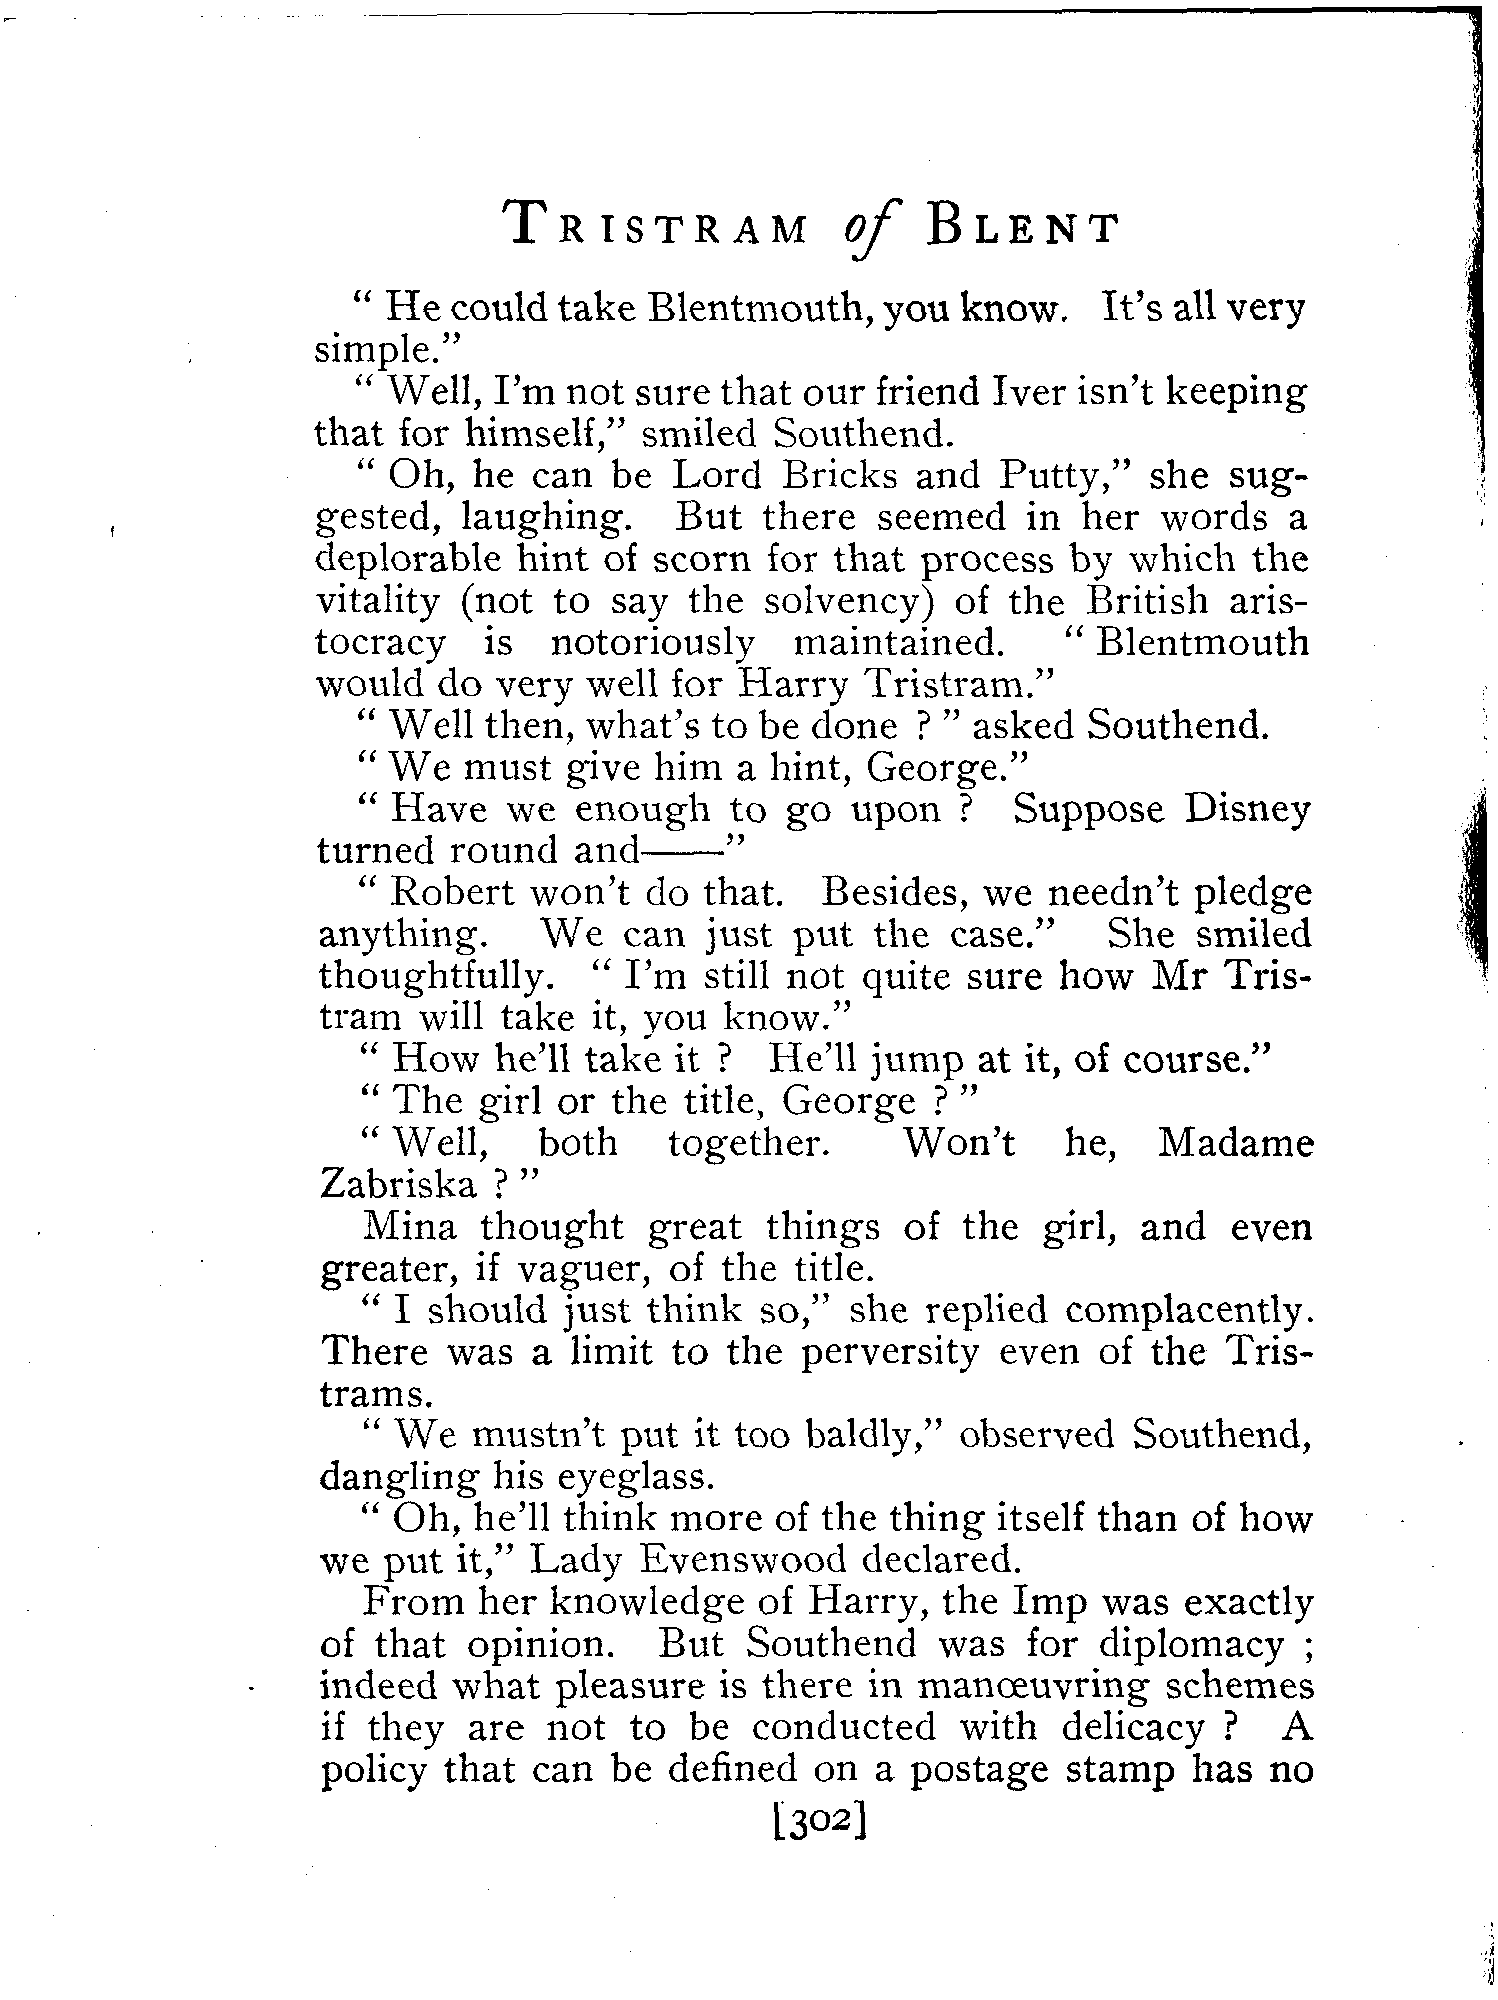 TRISTRAM of BLENT
“ He could take Blentmouth, you know. It's all very
simple.”
“ Well, I'm not sure that our friend Iver isn't keeping
that for himself,” smiled Southend.
“ Oh, he can be Lord Bricks and Putty,” she sug-
gested, laughing. But there seemed in her words a
deplorable hint of scorn for that process by which the
vitality (not to say the solvency) of the British aris-
tocracy is notoriously maintained. “ Blentmouth
would do very well for Harry Tristram.”
“ Well then, what's to be done ? ” asked Southend.
“ We must give him a hint, George.”
“ Have we enough to go upon ? Suppose Disney
turned round and——”
“ Robert won't do that. Besides, we needn't pledge
anything. We can just put the case.” She smiled
thoughtfully. “ I'm still not quite sure how Mr Tris-
tram will take it, you know.”
“ How he'll take it ? He'll jump at it, of course.”
“ The girl or the title, George ? ”
“ Well, both together. Won't he, Madame
Zabriska ? ”
Mina thought great things of the girl, and even
greater, if vaguer, of the title.
“ I should just think so,” she replied complacently.
There was a limit to the perversity even of the Tris-
trams.
“ We mustn't put it too baldly,” observed Southend,
dangling his eyeglass.
“ Oh, he'll think more of the thing itself than of how
we put it,” Lady Evenswood declared.
From her knowledge of Harry, the Imp was exactly
of that opinion. But Southend was for diplomacy ;
indeed what pleasure is there in manœuvring schemes
if they are not to be conducted with delicacy ? A
policy that can be defined on a postage stamp has no
[302]